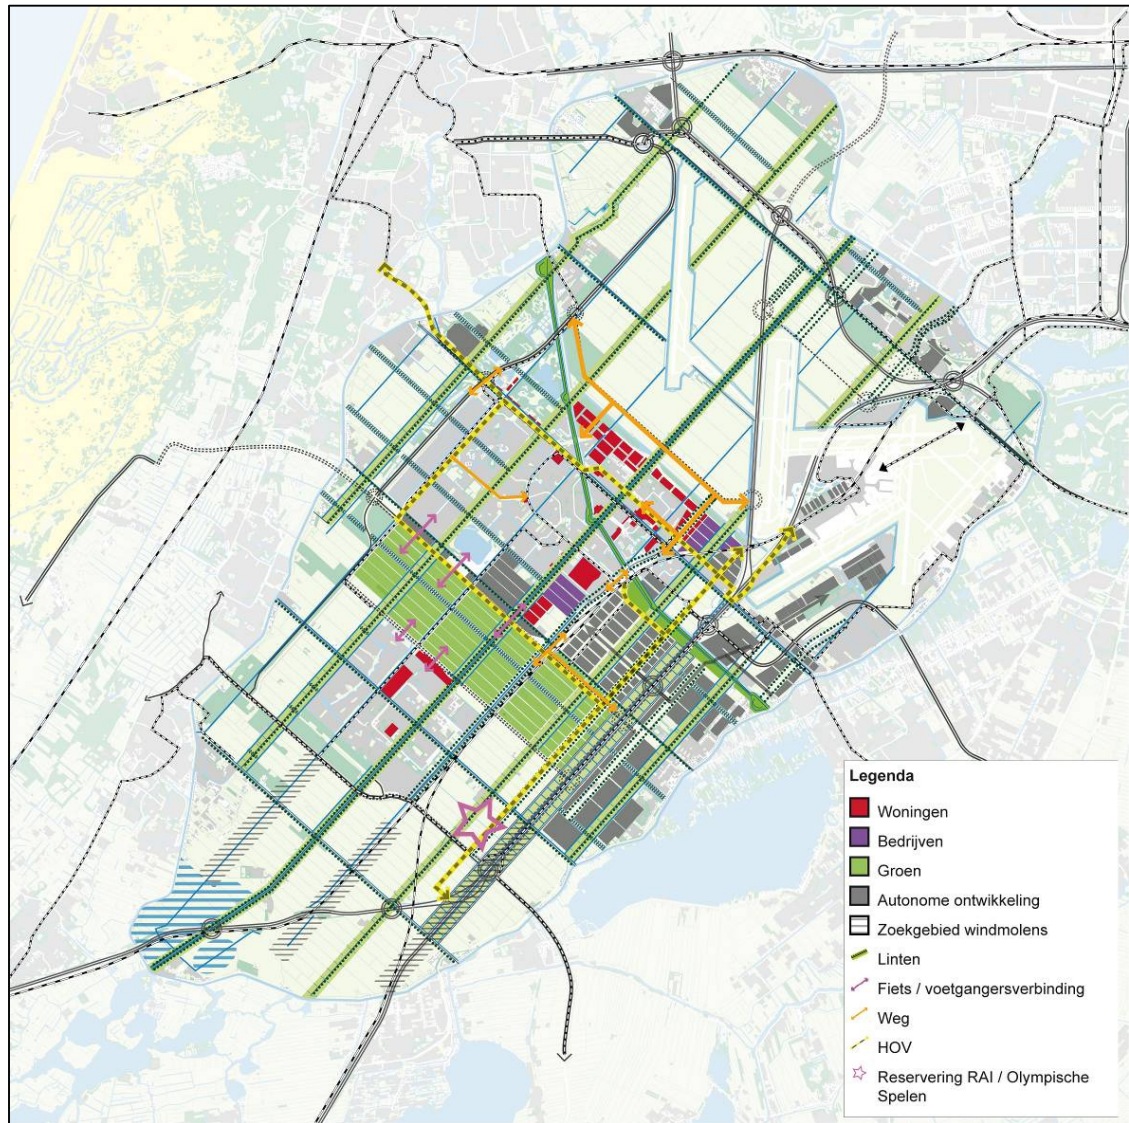 Legenda
Woningen
Bedrijven
Groen
Autonome ontwikkeling
Zoekgebied windmolens
Linten
Fiets / voetgangersverbinding
Weg
HOV
Reservering RAI / Olympische
Spelen